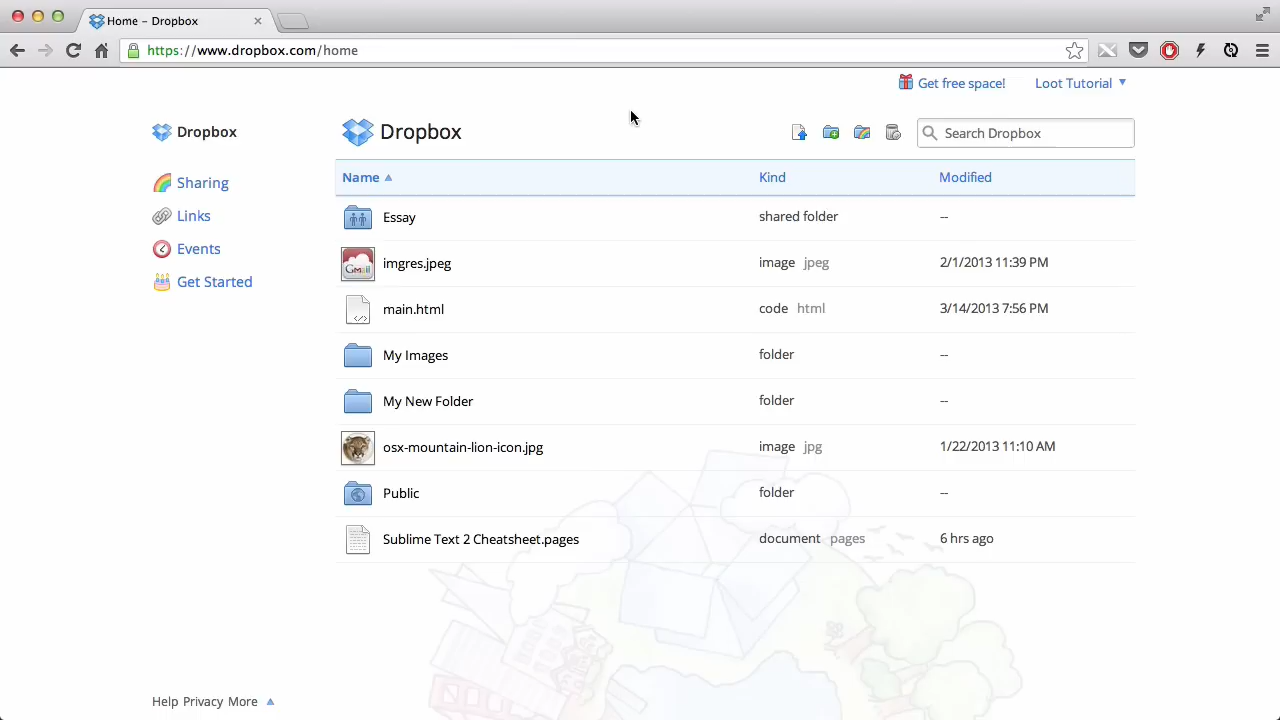 Home – Dropbox
https://www.dropbox.com/home
Get free space! Loot Tutorial
Dropbox
Dropbox
Search Dropbox
Sharing
Links
Events
Get Started
Name Kind Modified
Essay shared folder --
Gmail
imgres.jpeg image jpeg 2/1/2013 11:39 PM
main.html code html 3/14/2013 7:56 PM
My Images folder --
My New Folder folder --
osx-mountain-lion-icon.jpg image jpg 1/22/2013 11:10 AM
Public folder --
Sublime Text 2 Cheatsheet.pages document pages 6 hrs ago
Help Privacy More